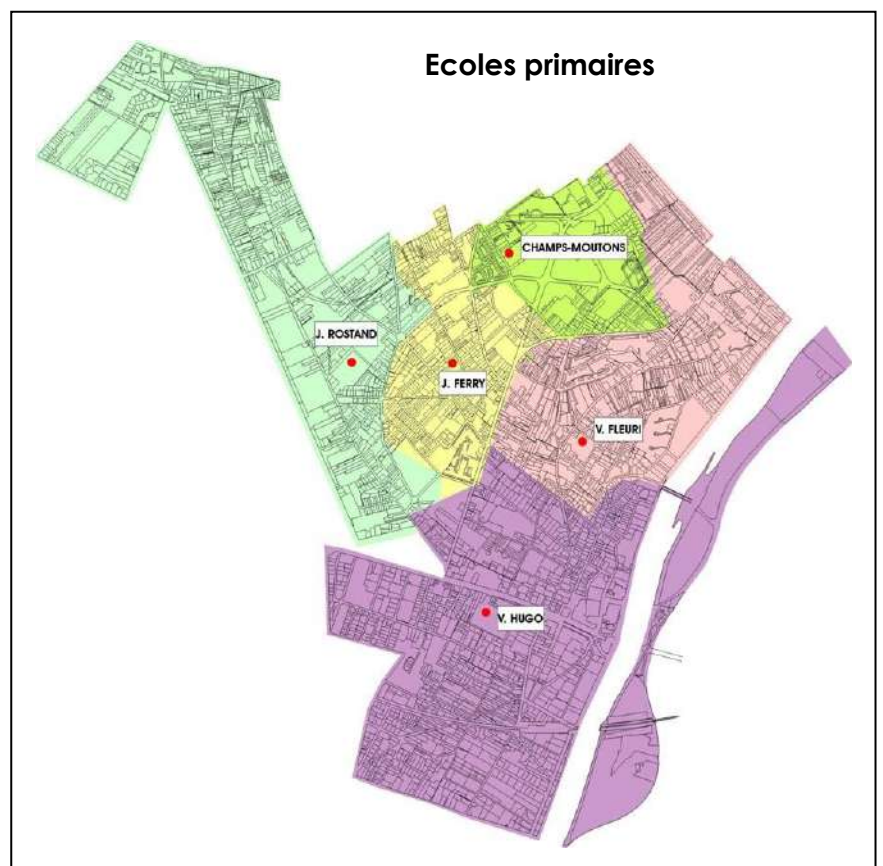 Ecoles primaires
CHAMPS-MOUTONS
J. ROSTAND
J. FERRY
V. FLEURI
V. HUGO